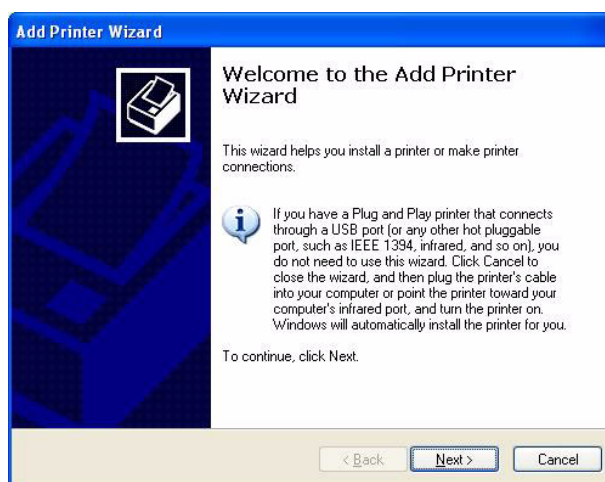 Add Printer Wizard
Welcome to the Add Printer
Wizard
This wizard helps you install a printer or make printer
connections.
If you have a Plug and Play printer that connects
through a USB port (or any other hot pluggable
port, such as IEEE 1394, infrared, and so on), you
do not need to use this wizard. Click Cancel to
close the wizard, and then plug the printer's cable
into your computer or point the printer toward your
computer's infrared port, and turn the printer on.
Windows will automatically install the printer for you.
To continue, click Next.
< Back
Next >
Cancel